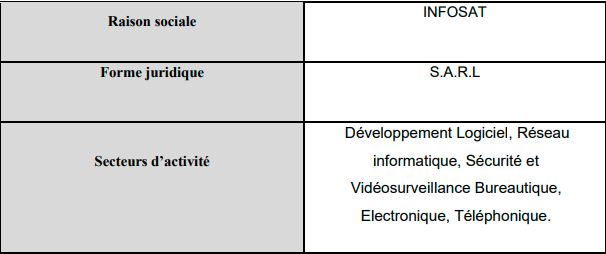 Raison sociale
INFOSAT
Forme juridique
S.A.R.L
Secteurs d’activité
Développement Logiciel, Réseau
informatique, Sécurité et
Vidéosurveillance Bureautique,
Electronique, Téléphonique.